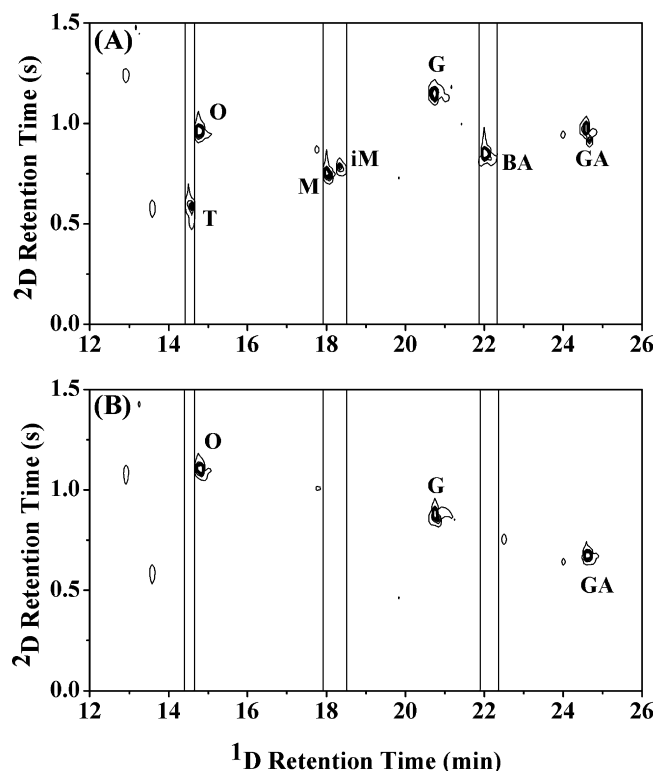 (A)
1.5
1.0
0.5
0.0
²D Retention Time (s)
O
T
M
iM
G
BA
GA
12 14 16 18 20 22 24 26
(B)
1.5
1.0
0.5
0.0
²D Retention Time (s)
O
G
GA
12 14 16 18 20 22 24 26
¹D Retention Time (min)